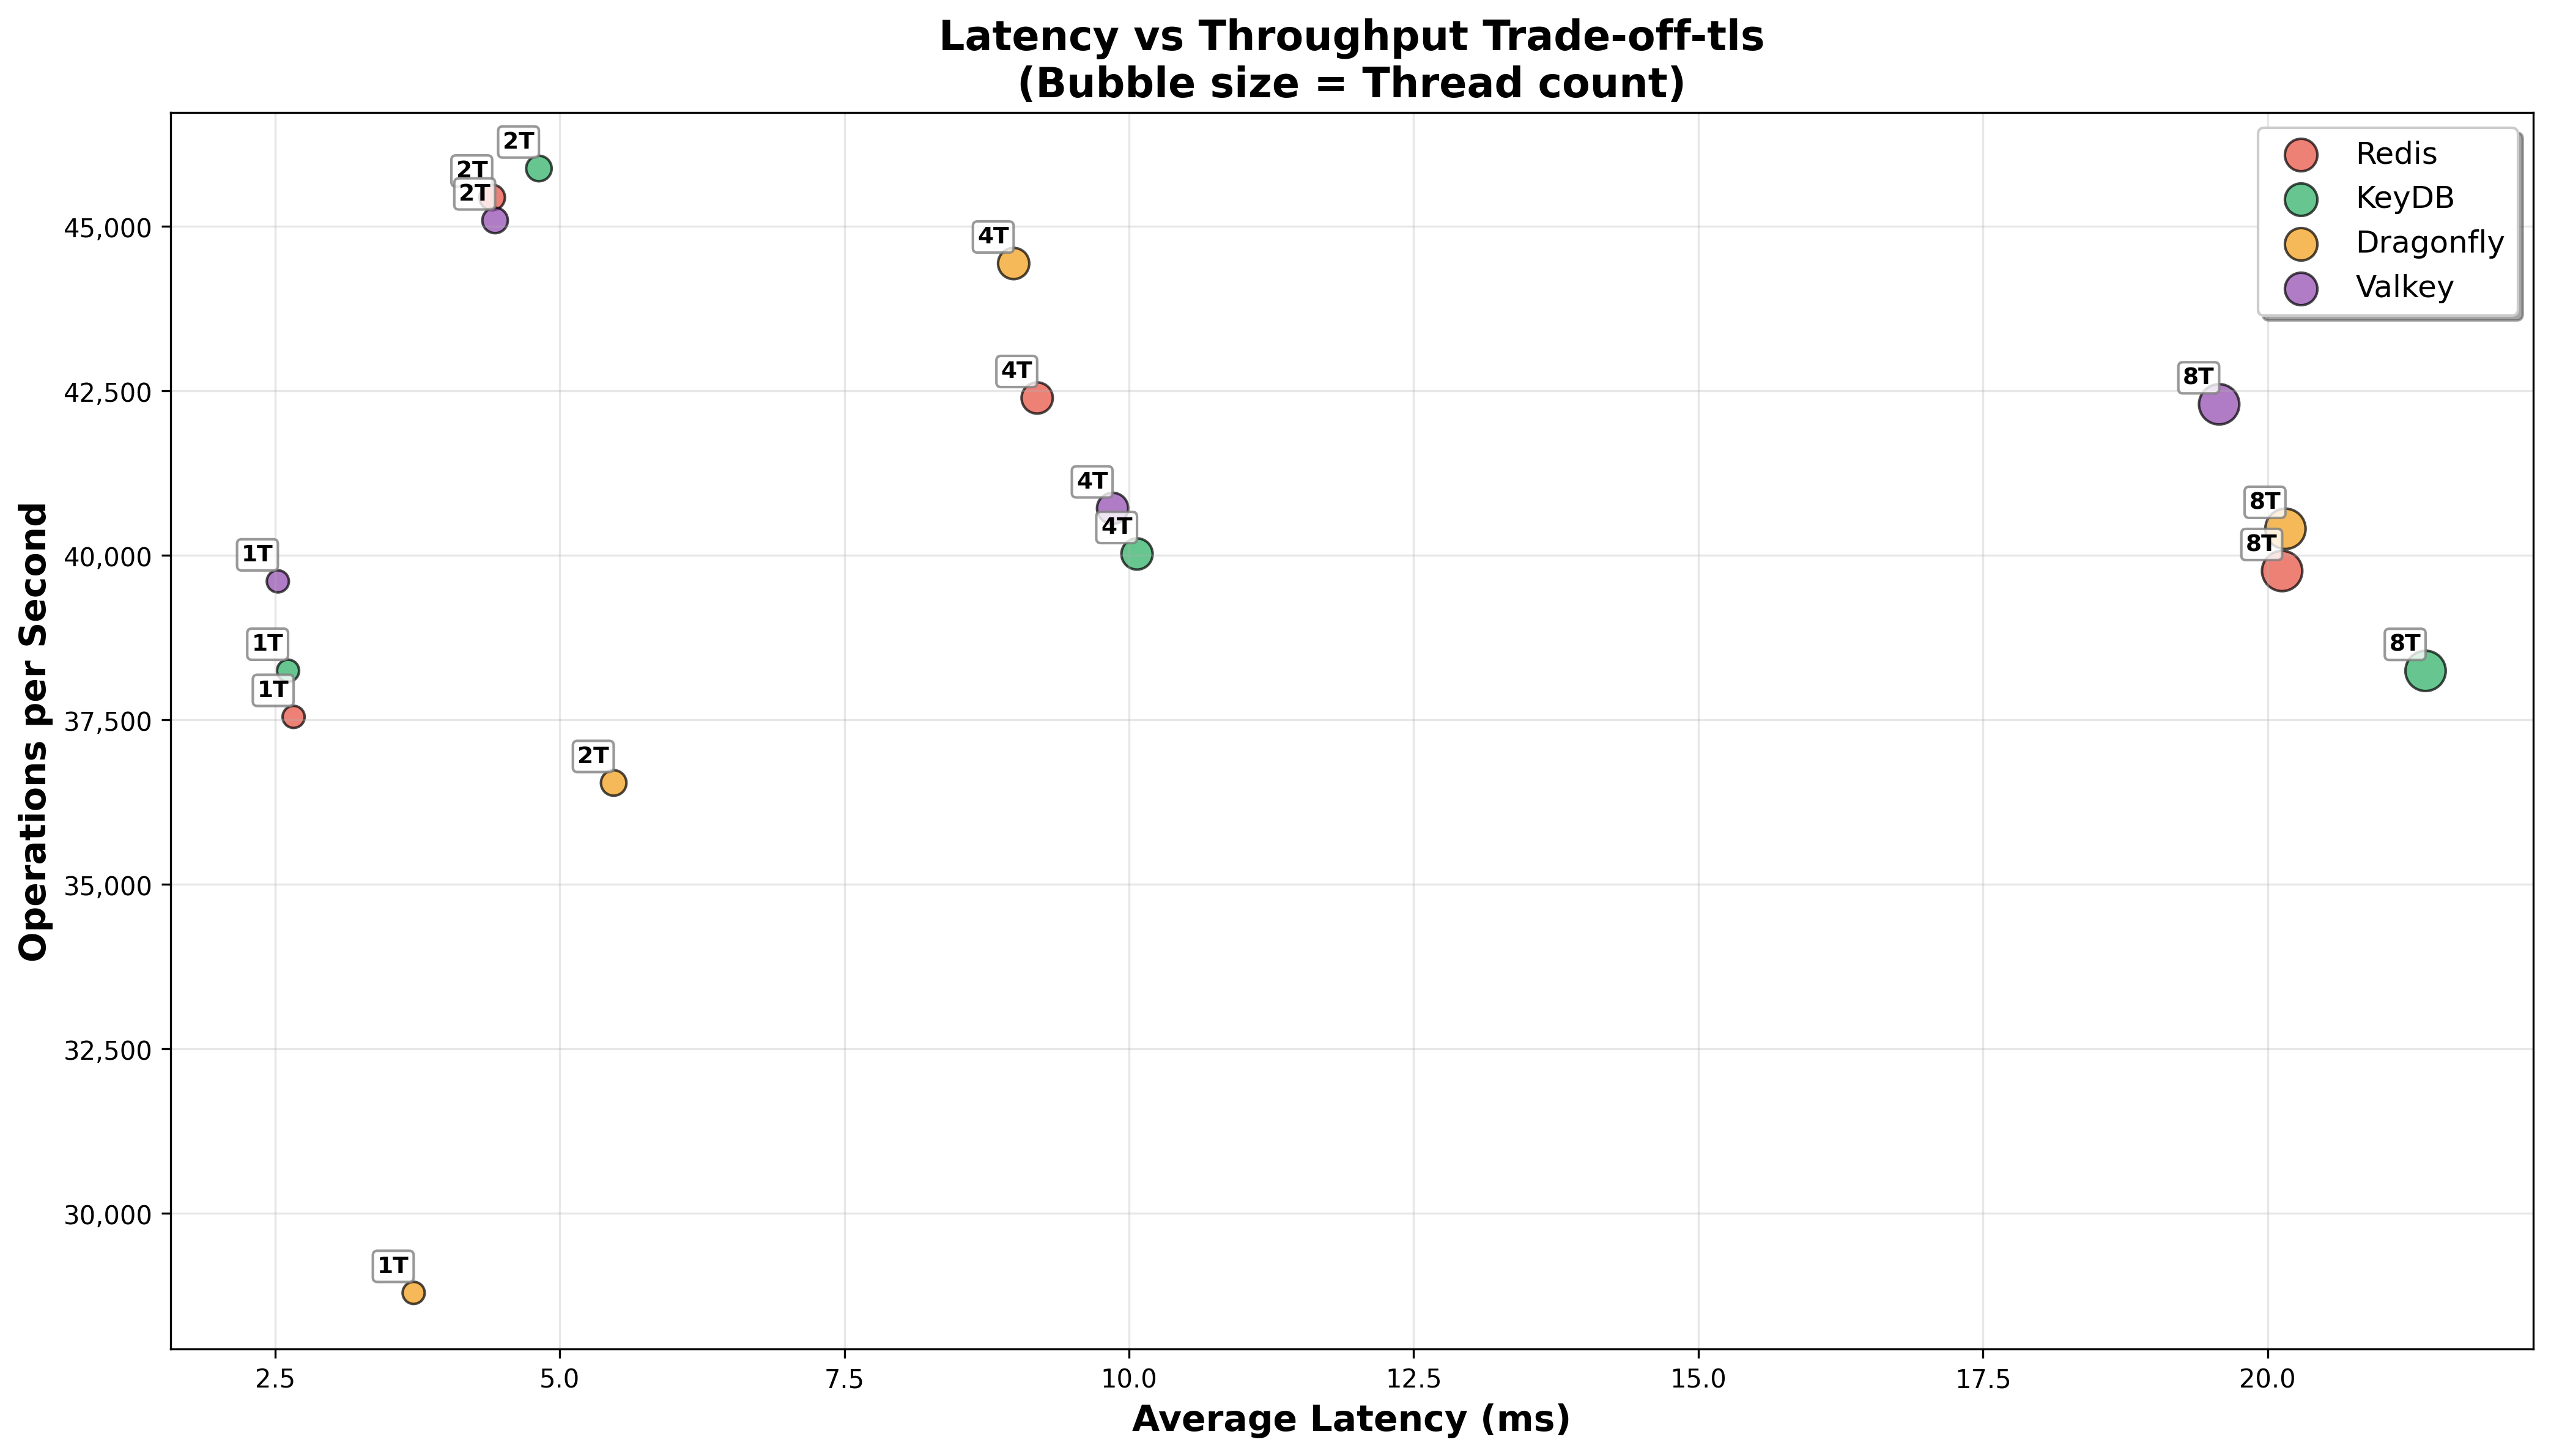 Latency vs Throughput Trade-off-tls
(Bubble size = Thread count)
Operations per Second
45,000
42,500
40,000
37,500
35,000
32,500
30,000
2T
2T
2T
4T
4T
4T
4T
8T
8T
8T
8T
1T
1T
1T
2T
1T
Redis
KeyDB
Dragonfly
Valkey
2.5 5.0 7.5 10.0 12.5 15.0 17.5 20.0
Average Latency (ms)